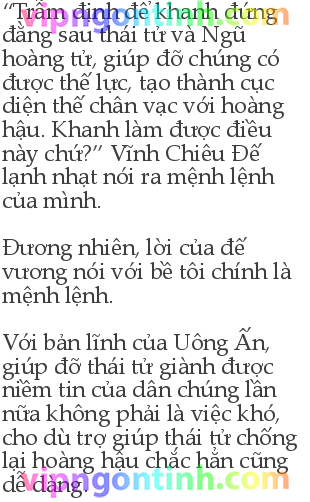 “Trẫm định để khanh đứng
đằng sau thái tử và Ngũ
hoàng tử, giúp đỡ chúng có
được thế lực, tạo thành cục
diện thế chân vạc với hoàng
hậu. Khanh làm được điều
này chứ?” Vĩnh Chiêu Đế
lạnh nhạt nói ra mệnh lệnh
của mình.
Đương nhiên, lời của đế
vương nói với bề tôi chính là
mệnh lệnh.
Với bản lĩnh của Uông Ấn,
giúp đỡ thái tử giành được
niềm tin của dân chúng lần
nữa không phải là việc khó,
cho dù trợ giúp thái tử chống
lại hoàng hậu chắc hẳn cũng
dễ dàng.
vipngontinh.com
vipngontinh.com
vipngontinh.com